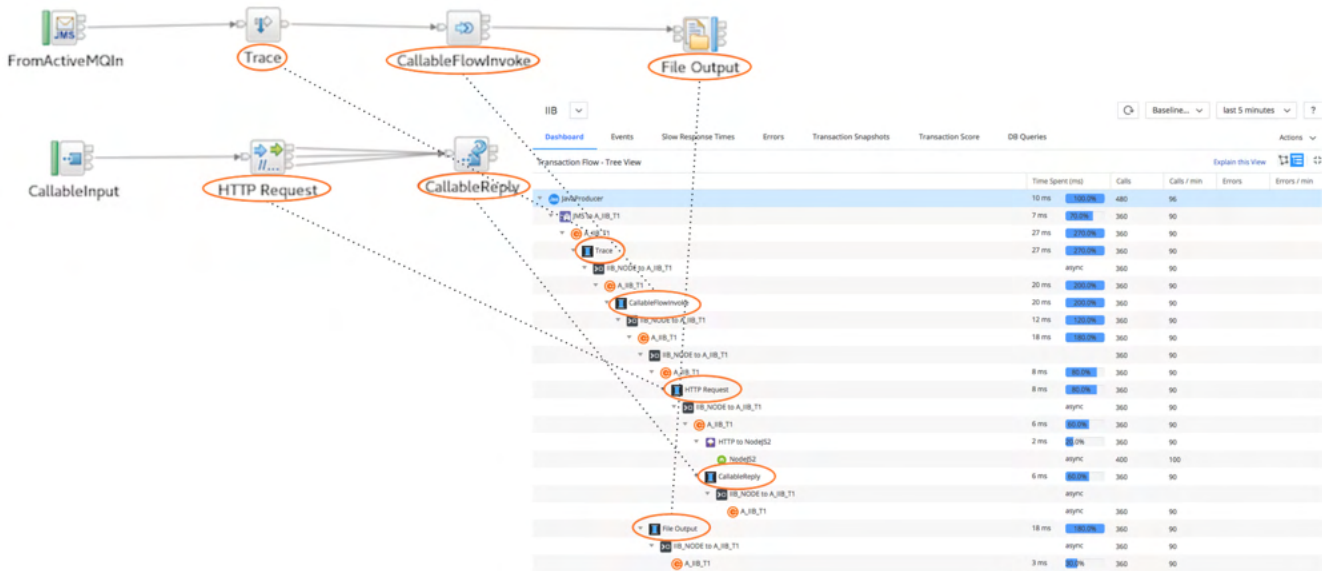 JMS
FromActiveMQIn
Trace
CallableFlowInvoke
File Output
CallableInput
HTTP Request
CallableReply
IIB
Baseline...
last 5 minutes
?
Dashboard Events Slow Response Times Errors Transaction Snapshots Transaction Score DB Queries Actions
Transaction Flow - Tree View Explain this View
Time Spent (ms) Calls Calls / min Errors Errors / min
JavaProducer 10 ms 100.0% 480 96
JMS to A_IIB_T1 7 ms 70.0% 360 90
A_IIB_T1 27 ms 270.0% 360 90
Trace 27 ms 270.0% 360 90
IIB_NODE to A_IIB_T1 async 360 90
A_IIB_T1 20 ms 200.0% 360 90
CallableFlowInvoke 20 ms 200.0% 360 90
IIB_NODE to A_IIB_T1 12 ms 120.0% 360 90
A_IIB_T1 18 ms 180.0% 360 90
IIB_NODE to A_IIB_T1 360 90
A_IIB_T1 8 ms 80.0% 360 90
HTTP Request 8 ms 80.0% 360 90
IIB_NODE to A_IIB_T1 async 360 90
A_IIB_T1 6 ms 60.0% 360 90
HTTP to NodeJS2 2 ms 20.0% 360 90
NodeJS2 async 400 100
CallableReply 6 ms 60.0% 360 90
IIB_NODE to A_IIB_T1 async 360 90
A_IIB_T1 async 360 90
File Output 18 ms 180.0% 360 90
IIB_NODE to A_IIB_T1 async 360 90
A_IIB_T1 3 ms 30.0% 360 90